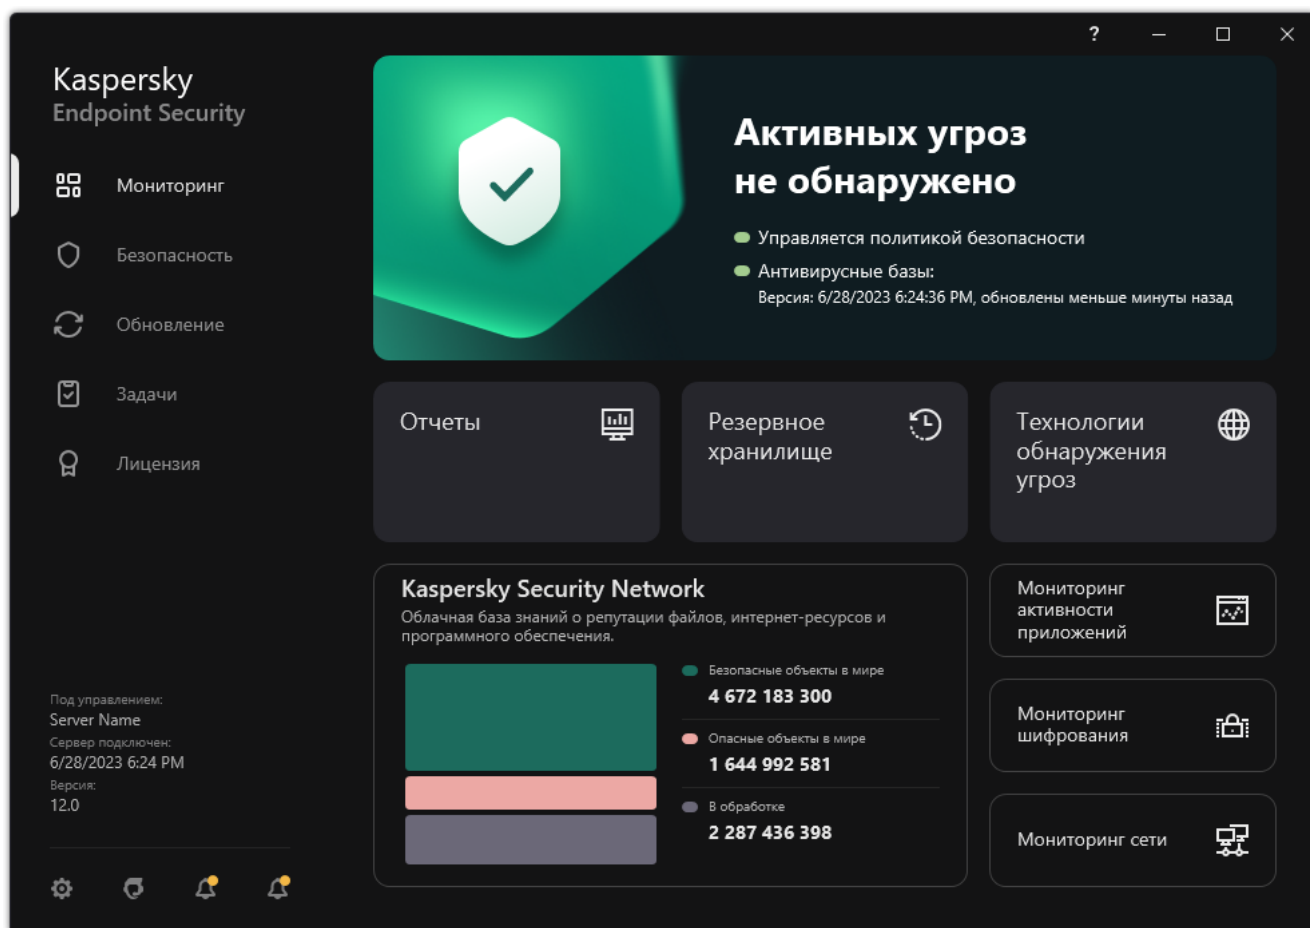 ?
Kaspersky
Endpoint Security
Мониторинг
Безопасность
Обновление
Задачи
Лицензия
Под управлением:
Server Name
Сервер подключен:
6/28/2023 6:24 PM
Версия:
12.0
Активных угроз
не обнаружено
Управляется политикой безопасности
Антивирусные базы:
Версия: 6/28/2023 6:24:36 PM, обновлены меньше минуты назад
Отчеты
Резервное
хранилище
Технологии
обнаружения
угроз
Kaspersky Security Network
Облачная база знаний о репутации файлов, интернет-ресурсов и
программного обеспечения.
Безопасные объекты в мире
4 672 183 300
Опасные объекты в мире
1 644 992 581
В обработке
2 287 436 398
Мониторинг
активности
приложений
Мониторинг
шифрования
Мониторинг сети